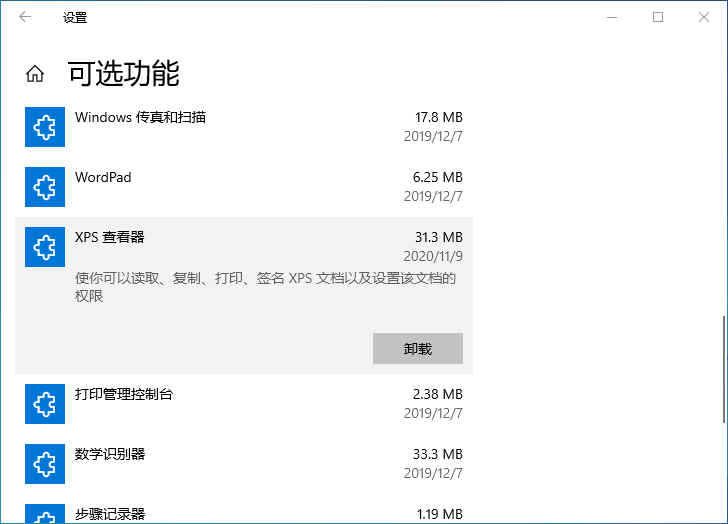 设置
可选功能
Windows 传真和扫描 17.8 MB
2019/12/7
WordPad 6.25 MB
2019/12/7
XPS 查看器 31.3 MB
2020/11/9
使你可以读取、复制、打印、签名 XPS 文档以及设置该文档的
权限
卸载
打印管理控制台 2.38 MB
2019/12/7
数学识别器 33.3 MB
2019/12/7
步骤记录器 1.19 MB